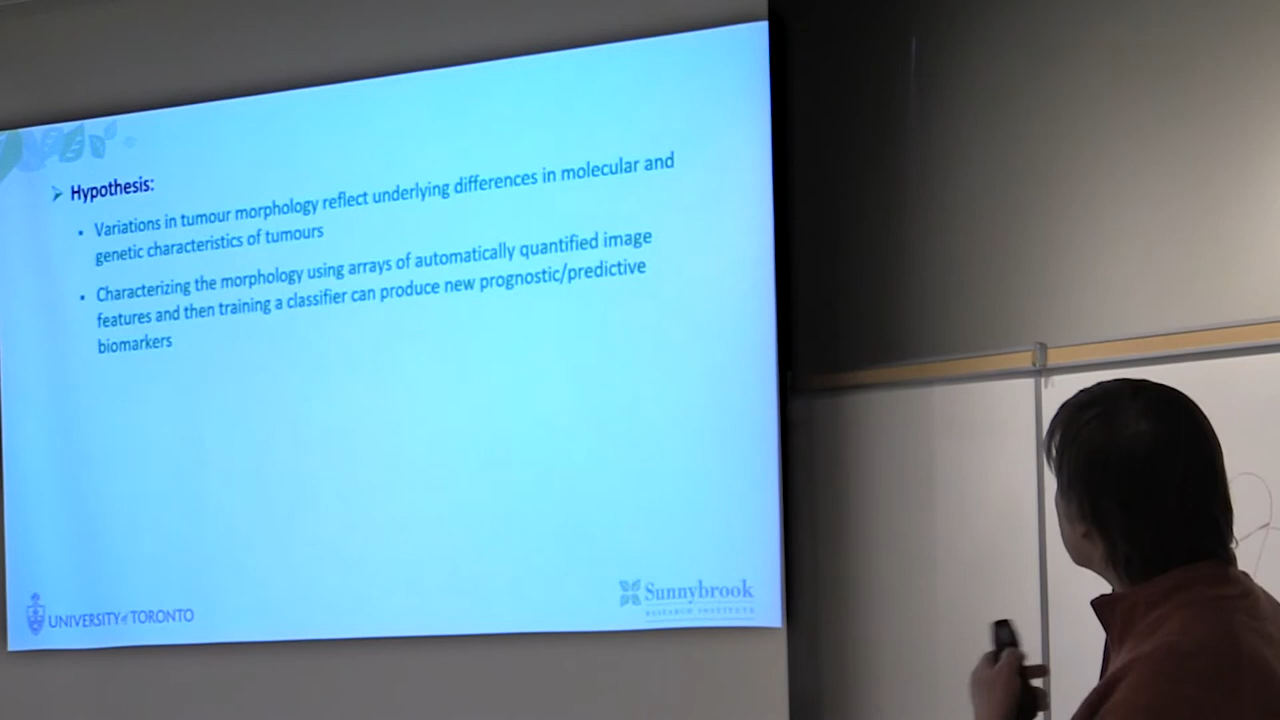 Hypothesis:
Variations in tumour morphology reflect underlying differences in molecular and
genetic characteristics of tumours
Characterizing the morphology using arrays of automatically quantified image
features and then training a classifier can produce new prognostic/predictive
biomarkers
UNIVERSITY of TORONTO
Sunnybrook
RESEARCH INSTITUTE